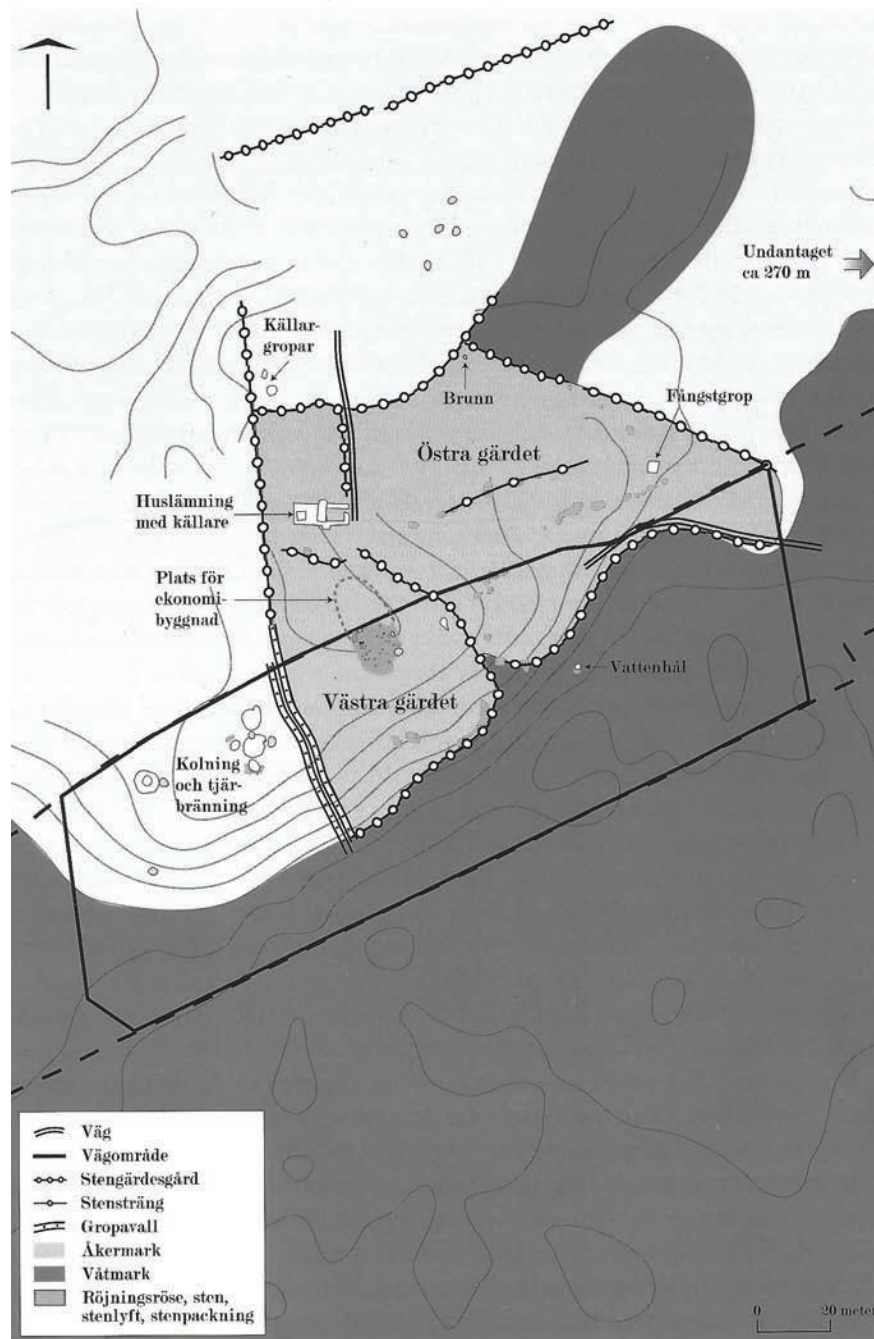 Undantaget
ca 270 m
Källar-
gropar
Brunn
Fångstgrop
Östra gärdet
Huslämning
med källare
Plats för
ekonomi-
byggnad
Vattenhål
Västra gärdet
Kolning
och tjär-
bränning
Väg
Vägområde
Stengärdesgård
Stensträng
Gropavall
Åkermark
Våtmark
Röjningsröse, sten,
stenlyft, stenpackning
0 20 meter